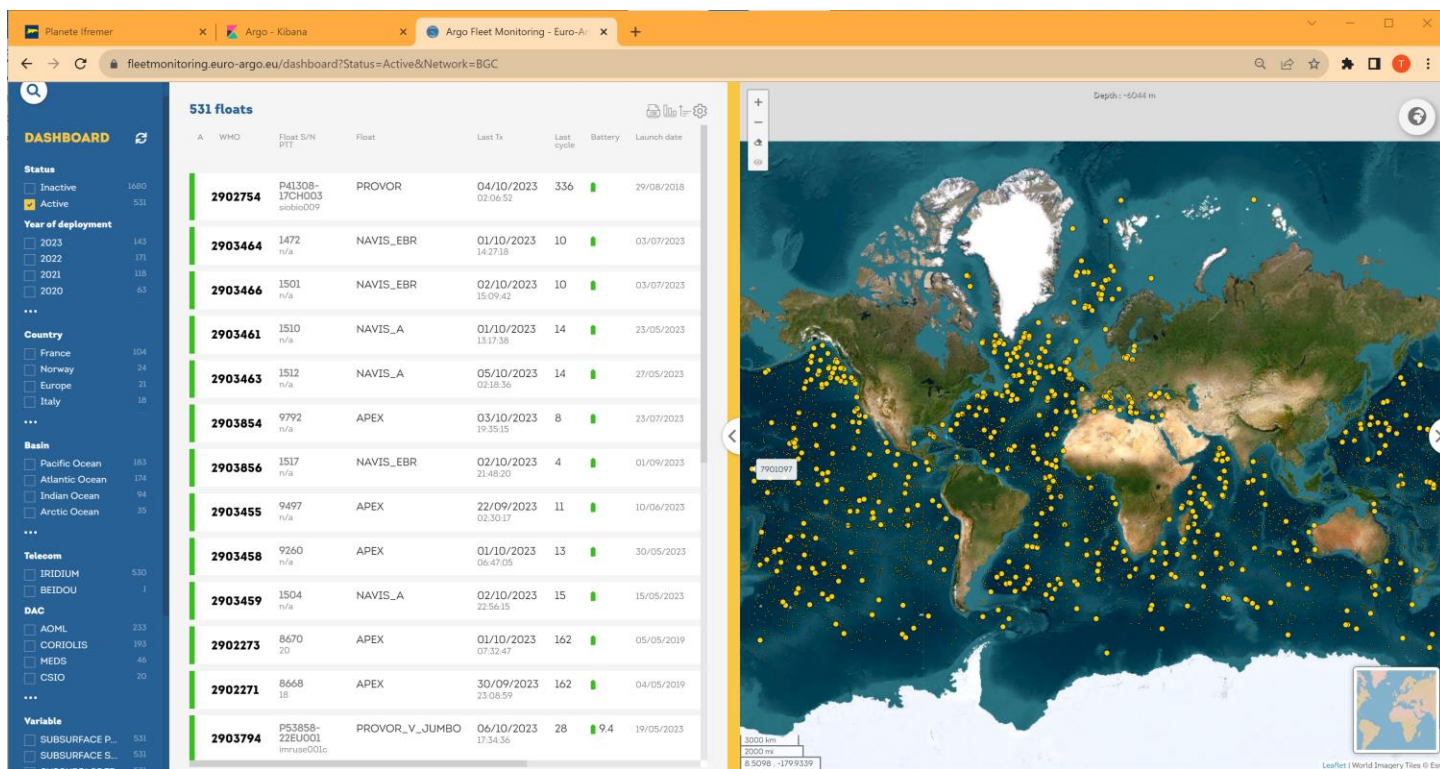 Planete Ifremer
Argo - Kibana
Argo Fleet Monitoring - Euro-Ar
fleetmonitoring.euro-argo.eu/dashboard?Status=Active&Network=BGC
T
DASHBOARD
Status
Inactive 1680
Active 531
Year of deployment
2023 143
2022 171
2021 118
2020 63
•••
Country
France 104
Norway 24
Europe 21
Italy 18
•••
Basin
Pacific Ocean 183
Atlantic Ocean 174
Indian Ocean 94
Arctic Ocean 35
•••
Telecom
IRIDIUM 530
BEIDOU 1
DAC
AOML 233
CORIOLIS 193
MEDS 46
CSIO 20
•••
Variable
SUBSURFACE P... 531
SUBSURFACE S... 531
531 floats
A WMO Float S/N PTT Float Last Tx Last cycle Battery Launch date
2902754 P41308-17CH003 siobio009 PROVOR 04/10/2023 02:06:52 336 29/08/2018
2903464 1472 n/a NAVIS_EBR 01/10/2023 14:27:18 10 03/07/2023
2903466 1501 n/a NAVIS_EBR 02/10/2023 15:09:42 10 03/07/2023
2903461 1510 n/a NAVIS_A 01/10/2023 13:17:38 14 23/05/2023
2903463 1512 n/a NAVIS_A 05/10/2023 02:18:36 14 27/05/2023
2903854 9792 n/a APEX 03/10/2023 19:35:15 8 23/07/2023
2903856 1517 n/a NAVIS_EBR 02/10/2023 21:48:20 4 01/09/2023
2903455 9497 n/a APEX 22/09/2023 02:30:17 11 10/06/2023
2903458 9260 n/a APEX 01/10/2023 06:47:05 13 30/05/2023
2903459 1504 n/a NAVIS_A 02/10/2023 22:56:15 15 15/05/2023
2902273 8670 20 APEX 01/10/2023 07:32:47 162 05/05/2019
2902271 8668 18 APEX 30/09/2023 23:08:59 162 04/05/2019
2903794 P53858-22EU001 imruse001c PROVOR_V_JUMBO 06/10/2023 17:34:36 28 9.4 19/05/2023
Depth : -6044 m
7901097
3000 km
2000 mi
8.5098 , -179.9339
Leaflet | World Imagery Tiles © Esr